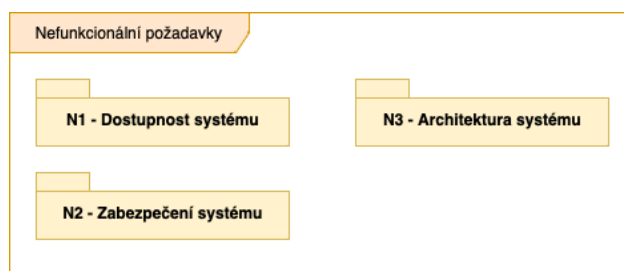 Nefunkcionální požadavky
N1 - Dostupnost systému
N3 - Architektura systému
N2 - Zabezpečení systému